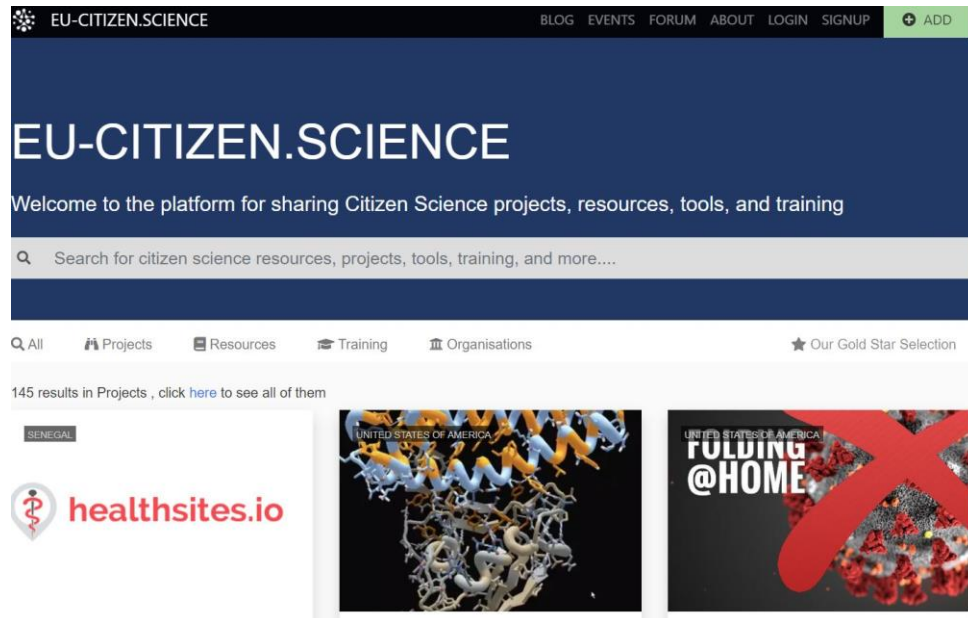 EU-CITIZEN.SCIENCE
BLOG EVENTS FORUM ABOUT LOGIN SIGNUP ADD
EU-CITIZEN.SCIENCE
Welcome to the platform for sharing Citizen Science projects, resources, tools, and training
Search for citizen science resources, projects, tools, training, and more....
All Projects Resources Training Organisations Our Gold Star Selection
145 results in Projects , click here to see all of them
SENEGAL
healthsites.io
UNITED STATES OF AMERICA
UNITED STATES OF AMERICA
FOLDING
@HOME